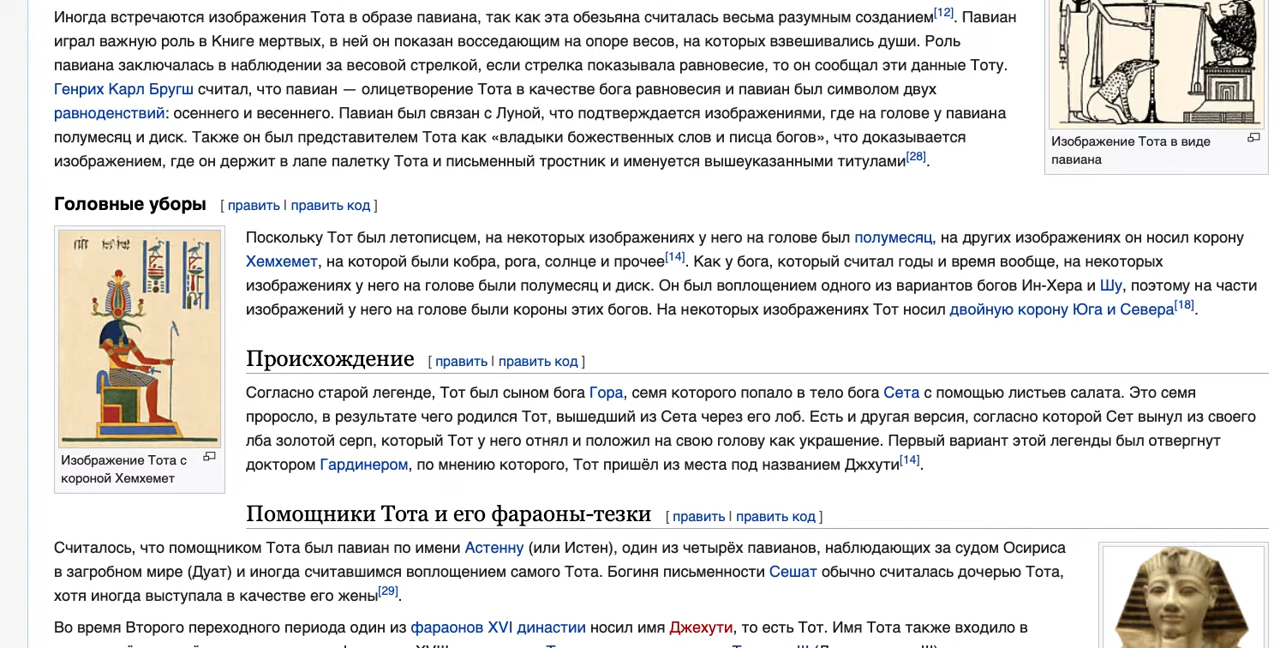 Иногда встречаются изображения Тота в образе павиана, так как эта обезьяна считалась весьма разумным созданием[12]. Павиан
играл важную роль в Книге мертвых, в ней он показан восседающим на опоре весов, на которых взвешивались души. Роль
павиана заключалась в наблюдении за весовой стрелкой, если стрелка показывала равновесие, то он сообщал эти данные Тоту.
Генрих Карл Бругш считал, что павиан — олицетворение Тота в качестве бога равновесия и павиан был символом двух
равноденствий: осеннего и весеннего. Павиан был связан с Луной, что подтверждается изображениями, где на голове у павиана
полумесяц и диск. Также он был представителем Тота как «владыки божественных слов и писца богов», что доказывается
изображением, где он держит в лапе палетку Тота и письменный тростник и именуется вышеуказанными титулами[28].
Изображение Тота в виде
павиана
Головные уборы [ править | править код ]
Поскольку Тот был летописцем, на некоторых изображениях у него на голове был полумесяц, на других изображениях он носил корону
Хемхемет, на которой были кобра, рога, солнце и прочее[14]. Как у бога, который считал годы и время вообще, на некоторых
изображениях у него на голове были полумесяц и диск. Он был воплощением одного из вариантов богов Ин-Хера и Шу, поэтому на части
изображений у него на голове были короны этих богов. На некоторых изображениях Тот носил двойную корону Юга и Севера[18].
Изображение Тота с
короной Хемхемет
Происхождение [ править | править код ]
Согласно старой легенде, Тот был сыном бога Гора, семя которого попало в тело бога Сета с помощью листьев салата. Это семя
проросло, в результате чего родился Тот, вышедший из Сета через его лоб. Есть и другая версия, согласно которой Сет вынул из своего
лба золотой серп, который Тот у него отнял и положил на свою голову как украшение. Первый вариант этой легенды был отвергнут
доктором Гардинером, по мнению которого, Тот пришёл из места под названием Джхути[14].
Помощники Тота и его фараоны-тезки [ править | править код ]
Считалось, что помощником Тота был павиан по имени Астенну (или Истен), один из четырёх павианов, наблюдающих за судом Осириса
в загробном мире (Дуат) и иногда считавшимся воплощением самого Тота. Богиня письменности Сешат обычно считалась дочерью Тота,
хотя иногда выступала в качестве его жены[29].
Во время Второго переходного периода один из фараонов XVI династии носил имя Джехути, то есть Тот. Имя Тота также входило в